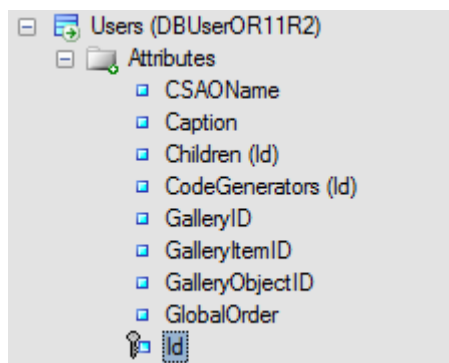 Users (DBUserOR11R2)
Attributes
CSAOName
Caption
Children (Id)
CodeGenerators (Id)
GalleryID
GalleryItemID
GalleryObjectID
GlobalOrder
Id